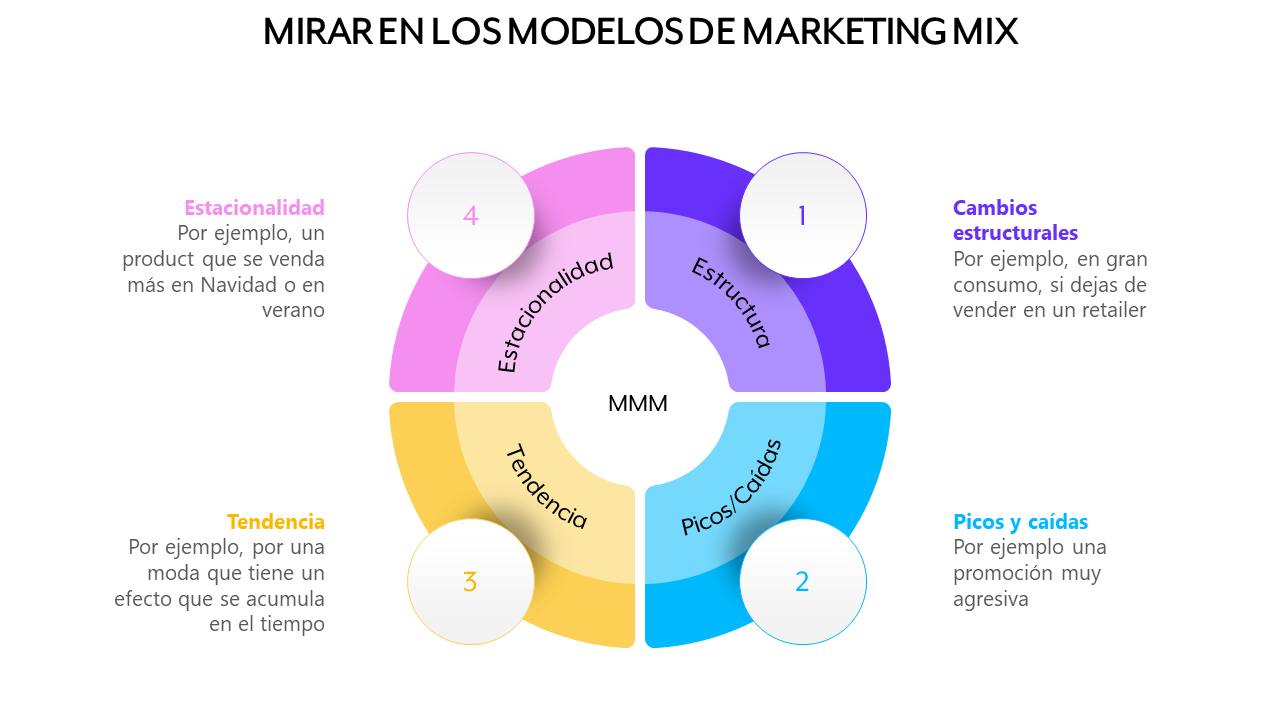 MIRAR EN LOS MODELOS DE MARKETING MIX
4
1
Estacionalidad
Por ejemplo, un
product que se venda
más en Navidad o en
verano
Cambios
estructurales
Por ejemplo, en gran
consumo, si dejas de
vender en un retailer
Estacionalidad
Estructura
MMM
Tendencia
Picos/Caídas
Tendencia
Por ejemplo, por una
moda que tiene un
efecto que se acumula
en el tiempo
3
2
Picos y caídas
Por ejemplo una
promoción muy
agresiva